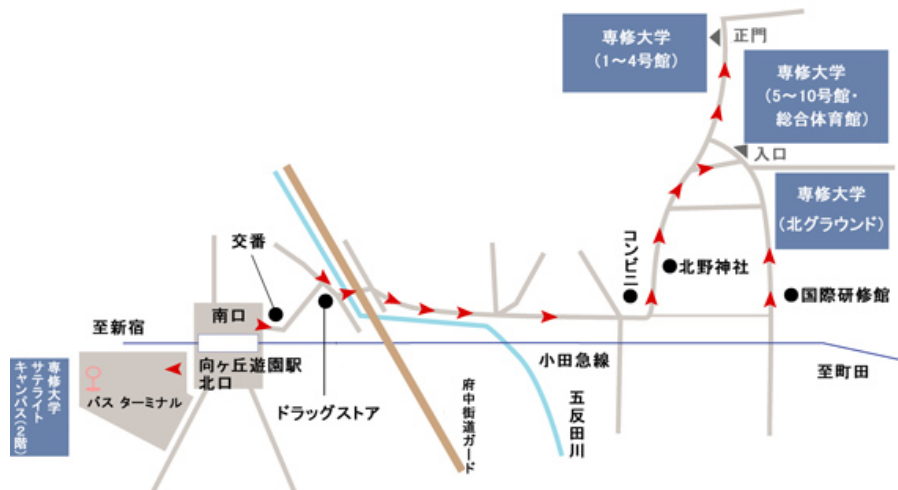 専修大学
(1～4号館)
正門
専修大学
(5～10号館・
総合体育館)
入口
専修大学
(北グラウンド)
コンビニ
北野神社
国際研修館
交番
南口
至新宿
向ヶ丘遊園駅
北口
小田急線
至町田
専修大学
サテライト
キャンパス(2階)
バス ターミナル
ドラッグストア
府中街道ガード
五反田川